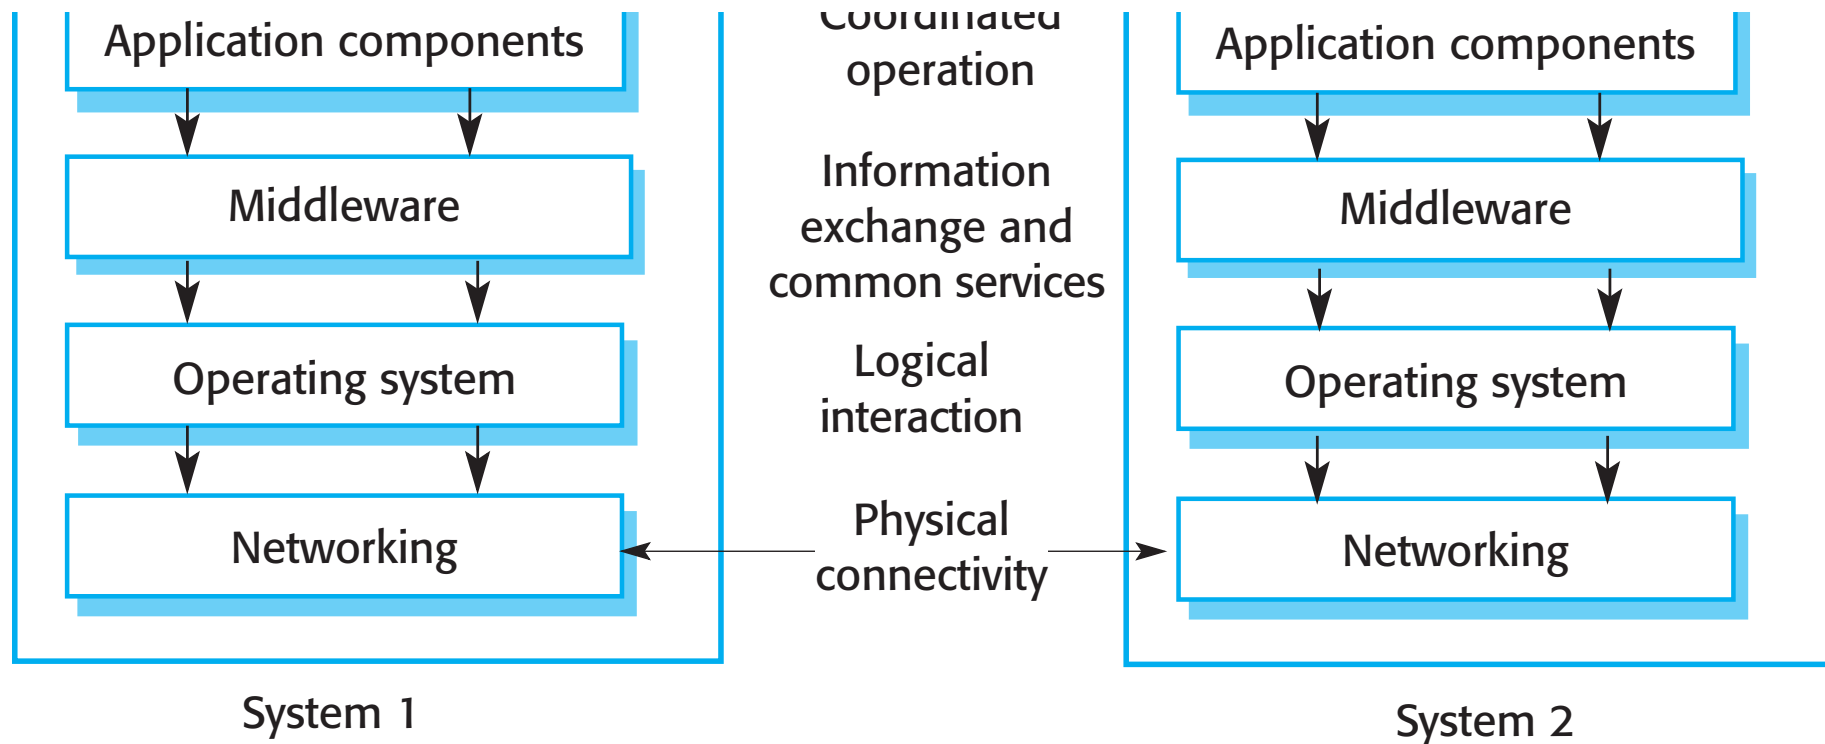 Application components
Coordinated
operation
Application components
Middleware
Information
exchange and
common services
Middleware
Operating system
Logical
interaction
Operating system
Networking
Physical
connectivity
Networking
System 1
System 2